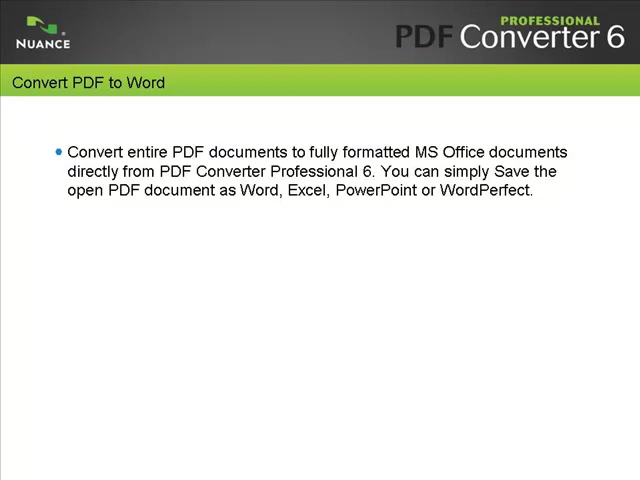 NUANCE
PROFESSIONAL
PDF Converter 6
Convert PDF to Word
• Convert entire PDF documents to fully formatted MS Office documents
directly from PDF Converter Professional 6. You can simply Save the
open PDF document as Word, Excel, PowerPoint or WordPerfect.